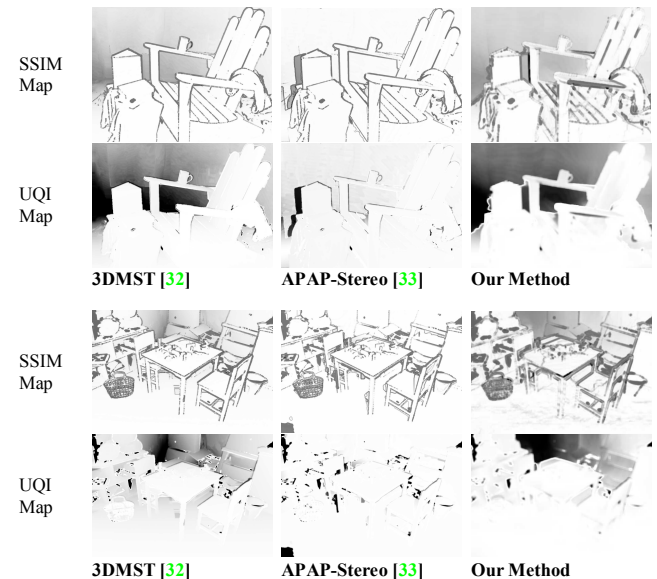 SSIM
Map
UQI
Map
3DMST [32] APAP-Stereo [33] Our Method
SSIM
Map
UQI
Map
3DMST [32] APAP-Stereo [33] Our Method